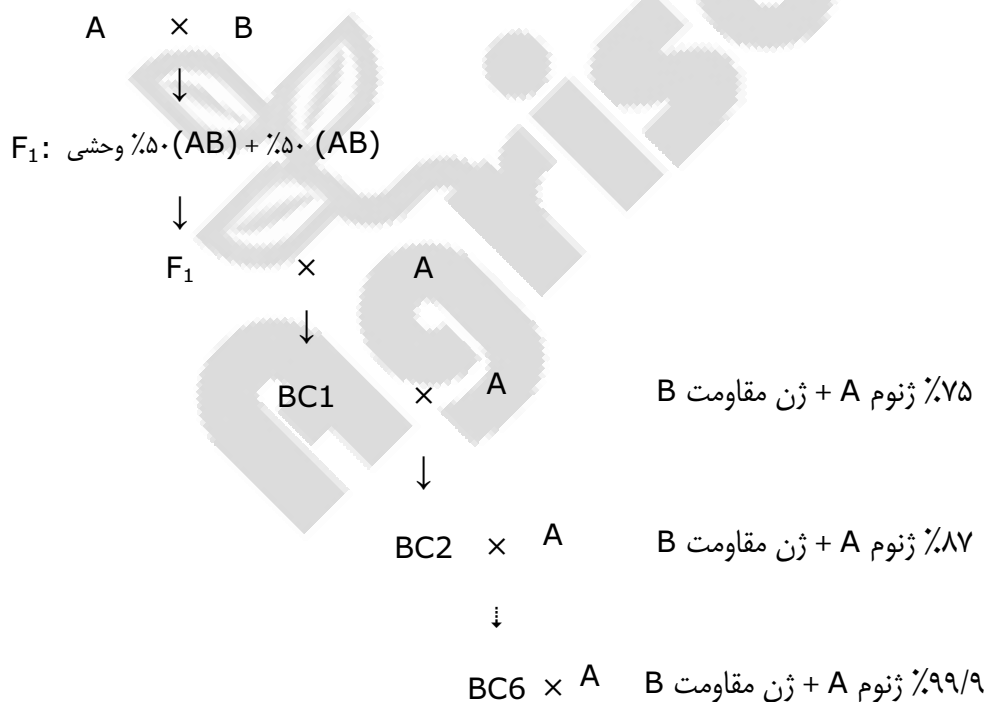 A × B
↓
F₁: وحشی ٪۵۰(AB) + ٪۵۰ (AB)
↓
F₁ × A
↓
BC1 × A ٪۷۵ ژنوم A + ژن مقاومت B
↓
BC2 × A ٪۸۷ ژنوم A + ژن مقاومت B
⇣
BC6 × A ٪۹۹/۹ ژنوم A + ژن مقاومت B